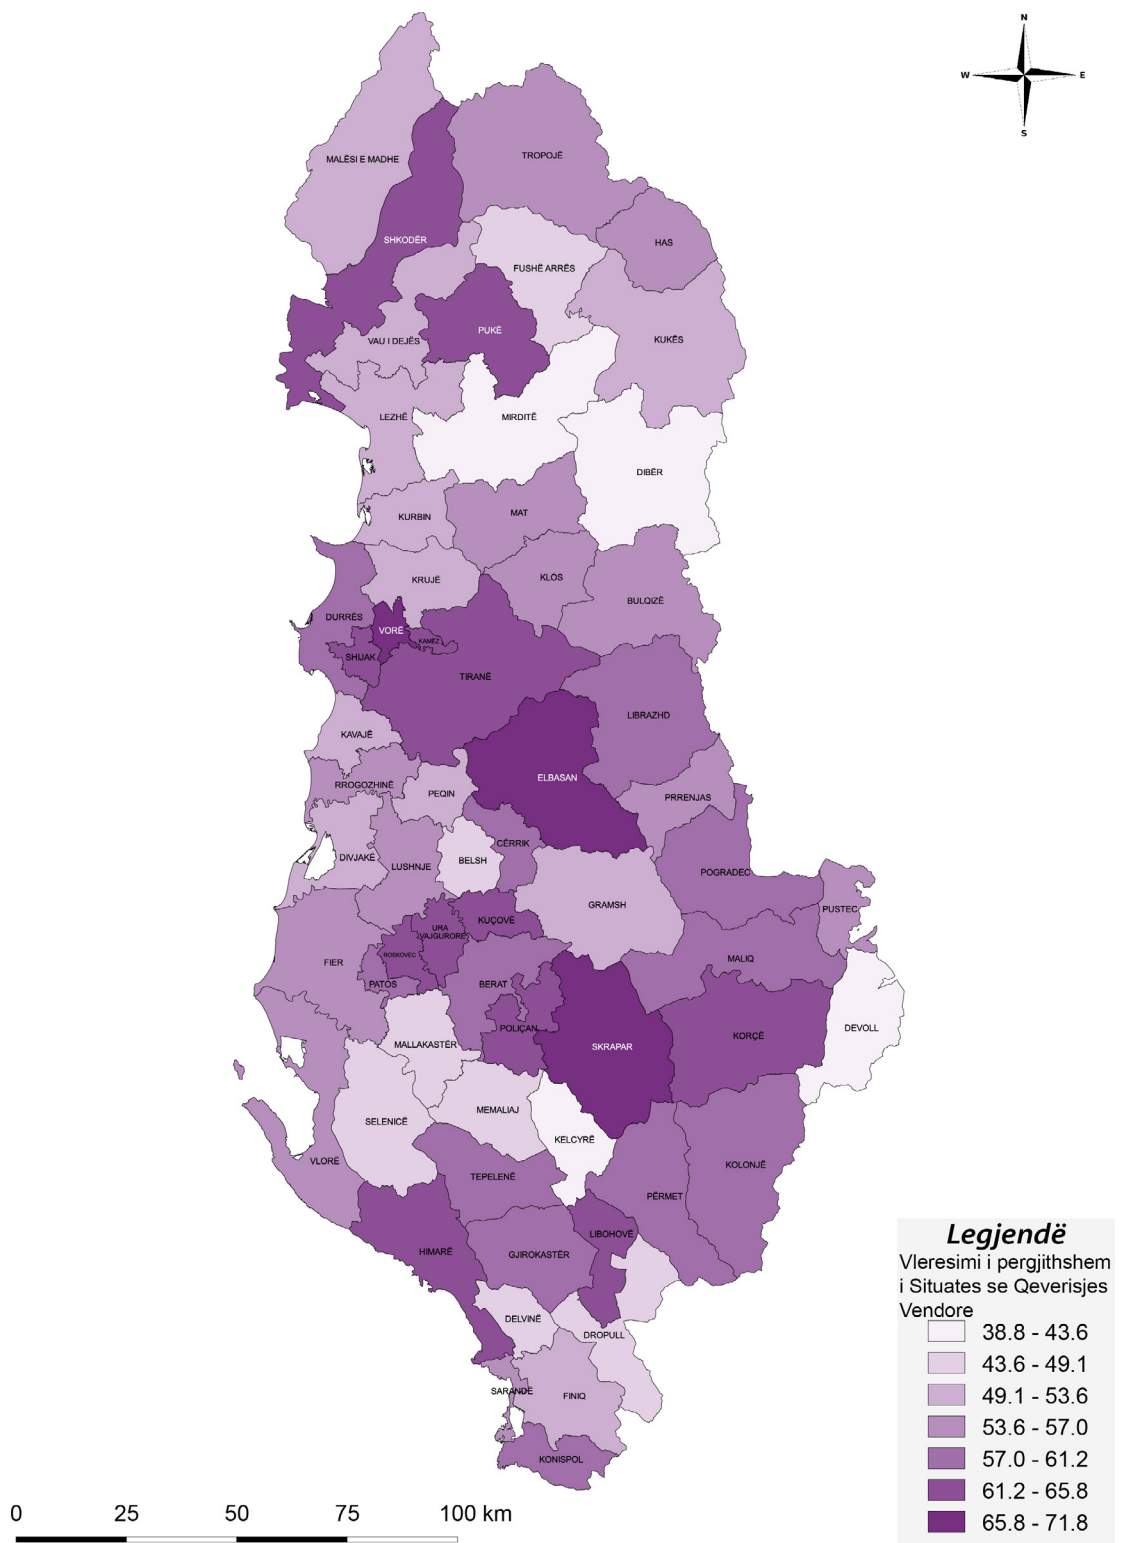 N
W
E
S
MALËSI E MADHE
TROPOJË
SHKODËR
HAS
FUSHË ARRËS
PUKË
VAU I DEJËS
KUKËS
LEZHË
MIRDITË
DIBËR
KURBIN
MAT
KRUJË
KLOS
BULQIZË
DURRËS
VORË
KAMËZ
SHIJAK
TIRANË
LIBRAZHD
KAVAJË
ELBASAN
RROGOZHINË
PEQIN
PRRENJAS
CËRRIK
DIVJAKË
LUSHNJE
BELSH
POGRADEC
GRAMSH
PUSTEC
KUÇOVË
URA
VAJGURORË
ROSKOVEC
FIER
MALIQ
PATOS
BERAT
POLIÇAN
DEVOLL
KORÇË
MALLAKASTËR
SKRAPAR
MEMALIAJ
SELENICË
KELCYRË
VLORË
KOLONJË
TEPELENË
PËRMET
LIBOHOVË
HIMARË
GJIROKASTËR
DELVINË
DROPULL
SARANDË
FINIQ
KONISPOL
Legjendë
Vleresimi i pergjithshem
i Situates se Qeverisjes
Vendore
38.8 - 43.6
43.6 - 49.1
49.1 - 53.6
53.6 - 57.0
57.0 - 61.2
61.2 - 65.8
65.8 - 71.8
0 25 50 75 100 km